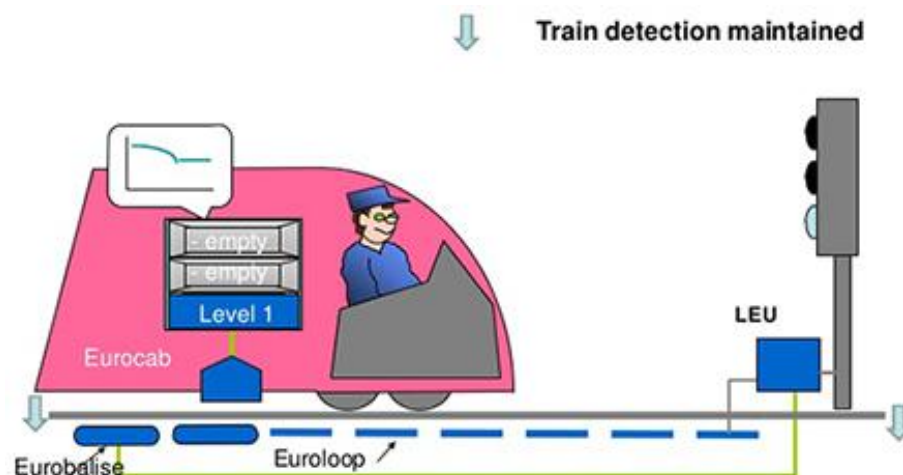 Train detection maintained
- empty
- empty
Level 1
LEU
Eurocab
Eurobalise
Euroloop